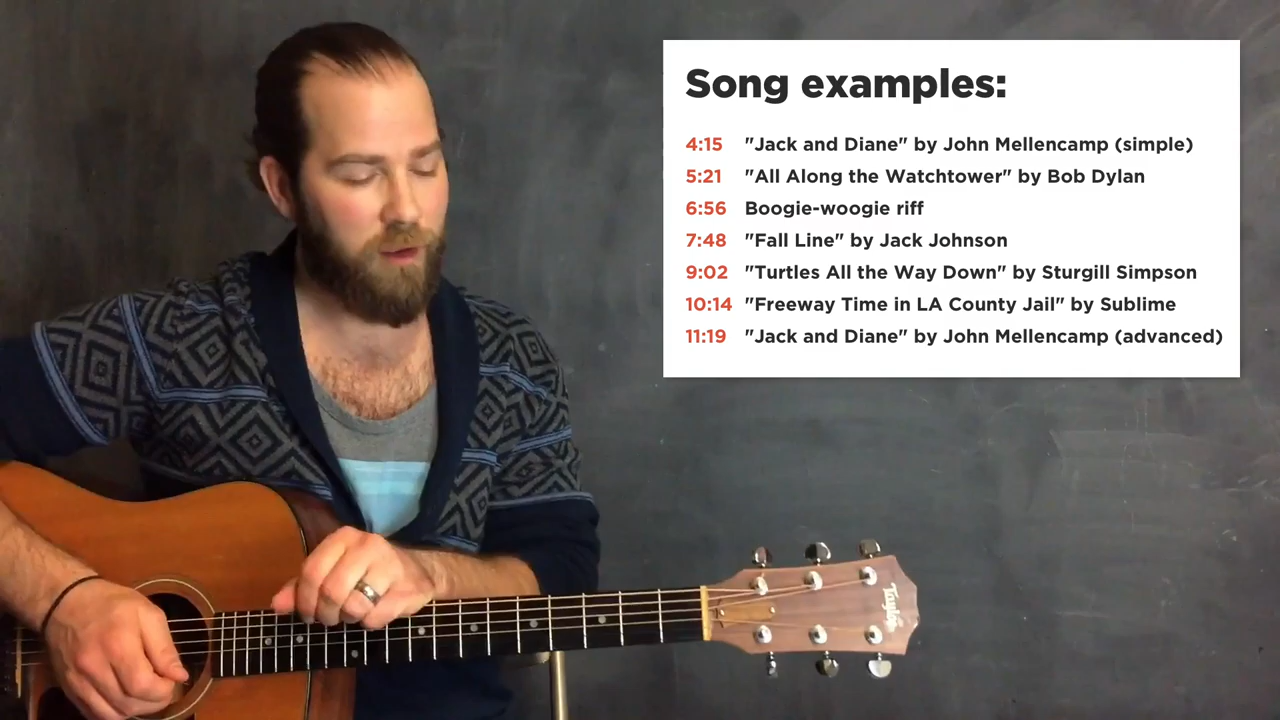 Song examples:
4:15 "Jack and Diane" by John Mellencamp (simple)
5:21 "All Along the Watchtower" by Bob Dylan
6:56 Boogie-woogie riff
7:48 "Fall Line" by Jack Johnson
9:02 "Turtles All the Way Down" by Sturgill Simpson
10:14 "Freeway Time in LA County Jail" by Sublime
11:19 "Jack and Diane" by John Mellencamp (advanced)
Taylor